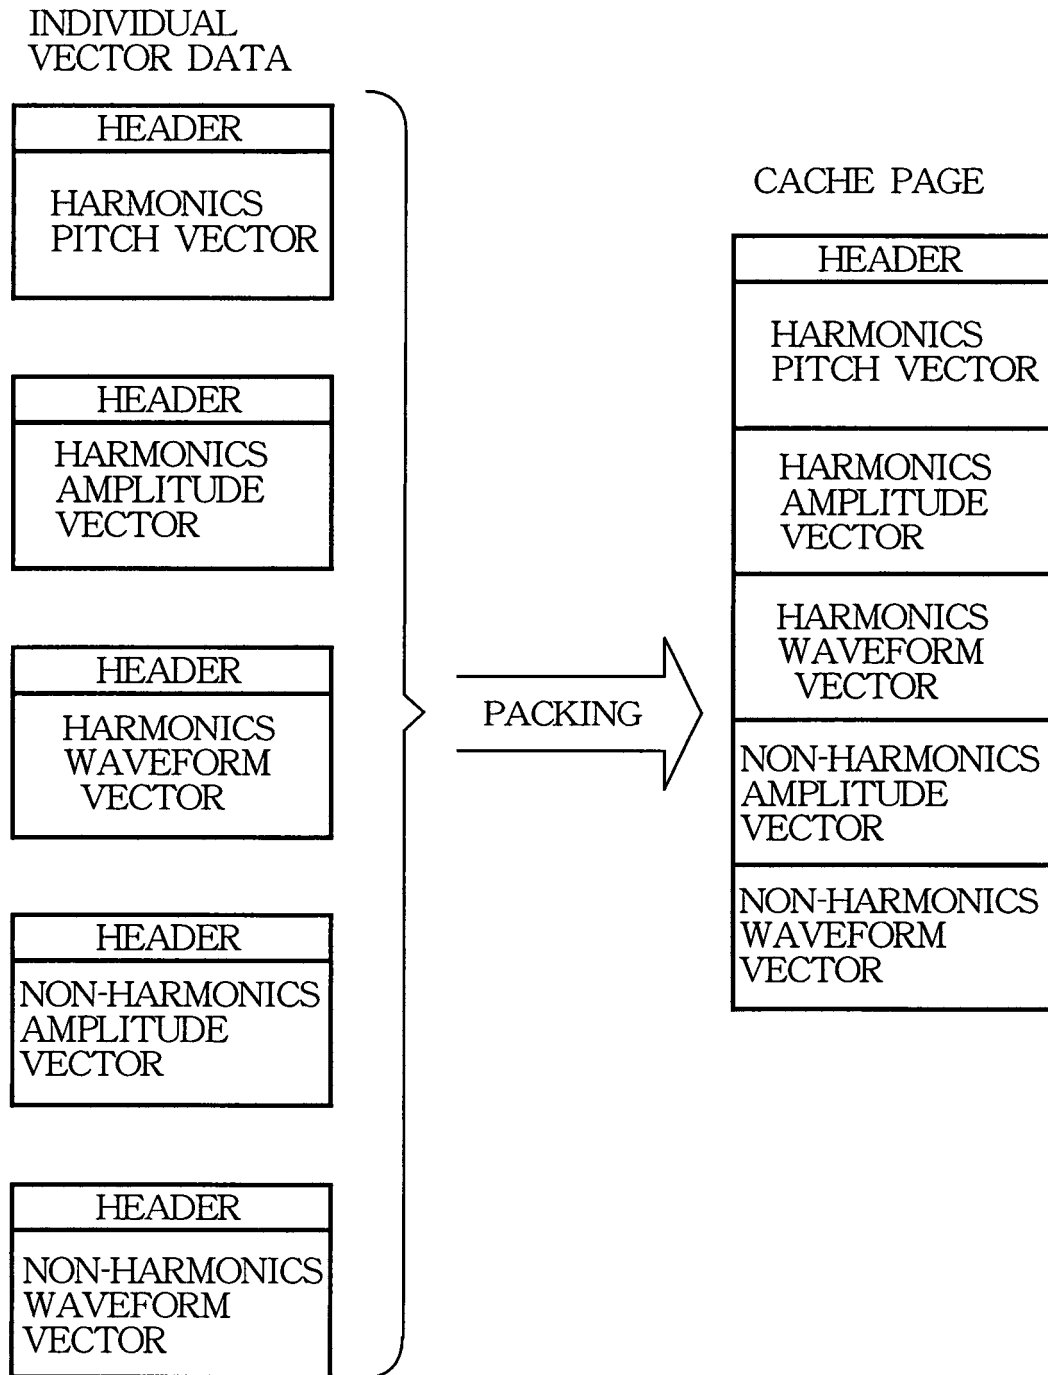 INDIVIDUAL
VECTOR DATA
HEADER
HARMONICS
PITCH VECTOR
HEADER
HARMONICS
AMPLITUDE
VECTOR
HEADER
HARMONICS
WAVEFORM
VECTOR
HEADER
NON-HARMONICS
AMPLITUDE
VECTOR
HEADER
NON-HARMONICS
WAVEFORM
VECTOR
PACKING
CACHE PAGE
HEADER
HARMONICS
PITCH VECTOR
HARMONICS
AMPLITUDE
VECTOR
HARMONICS
WAVEFORM
VECTOR
NON-HARMONICS
AMPLITUDE
VECTOR
NON-HARMONICS
WAVEFORM
VECTOR